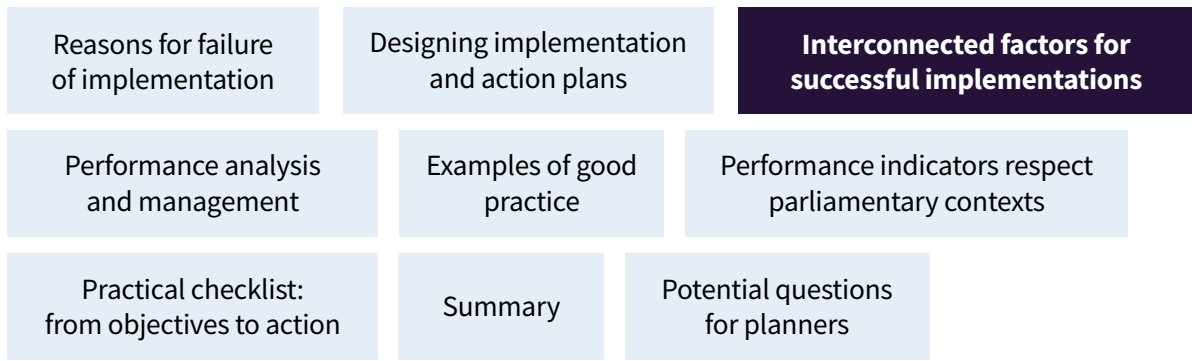 Reasons for failure
of implementation
Designing implementation
and action plans
Interconnected factors for
successful implementations
Performance analysis
and management
Examples of good
practice
Performance indicators respect
parliamentary contexts
Practical checklist:
from objectives to action
Summary
Potential questions
for planners